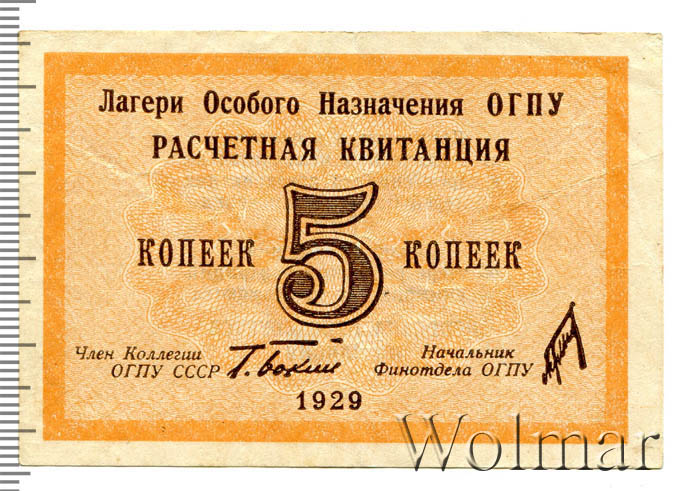 Лагери Особого Назначения ОГПУ
РАСЧЕТНАЯ КВИТАНЦИЯ
КОПЕЕК 5 КОПЕЕК
Член Коллегии
ОГПУ СССР Г. Бокий
Начальник
Финотдела ОГПУ
1929
Wolmar